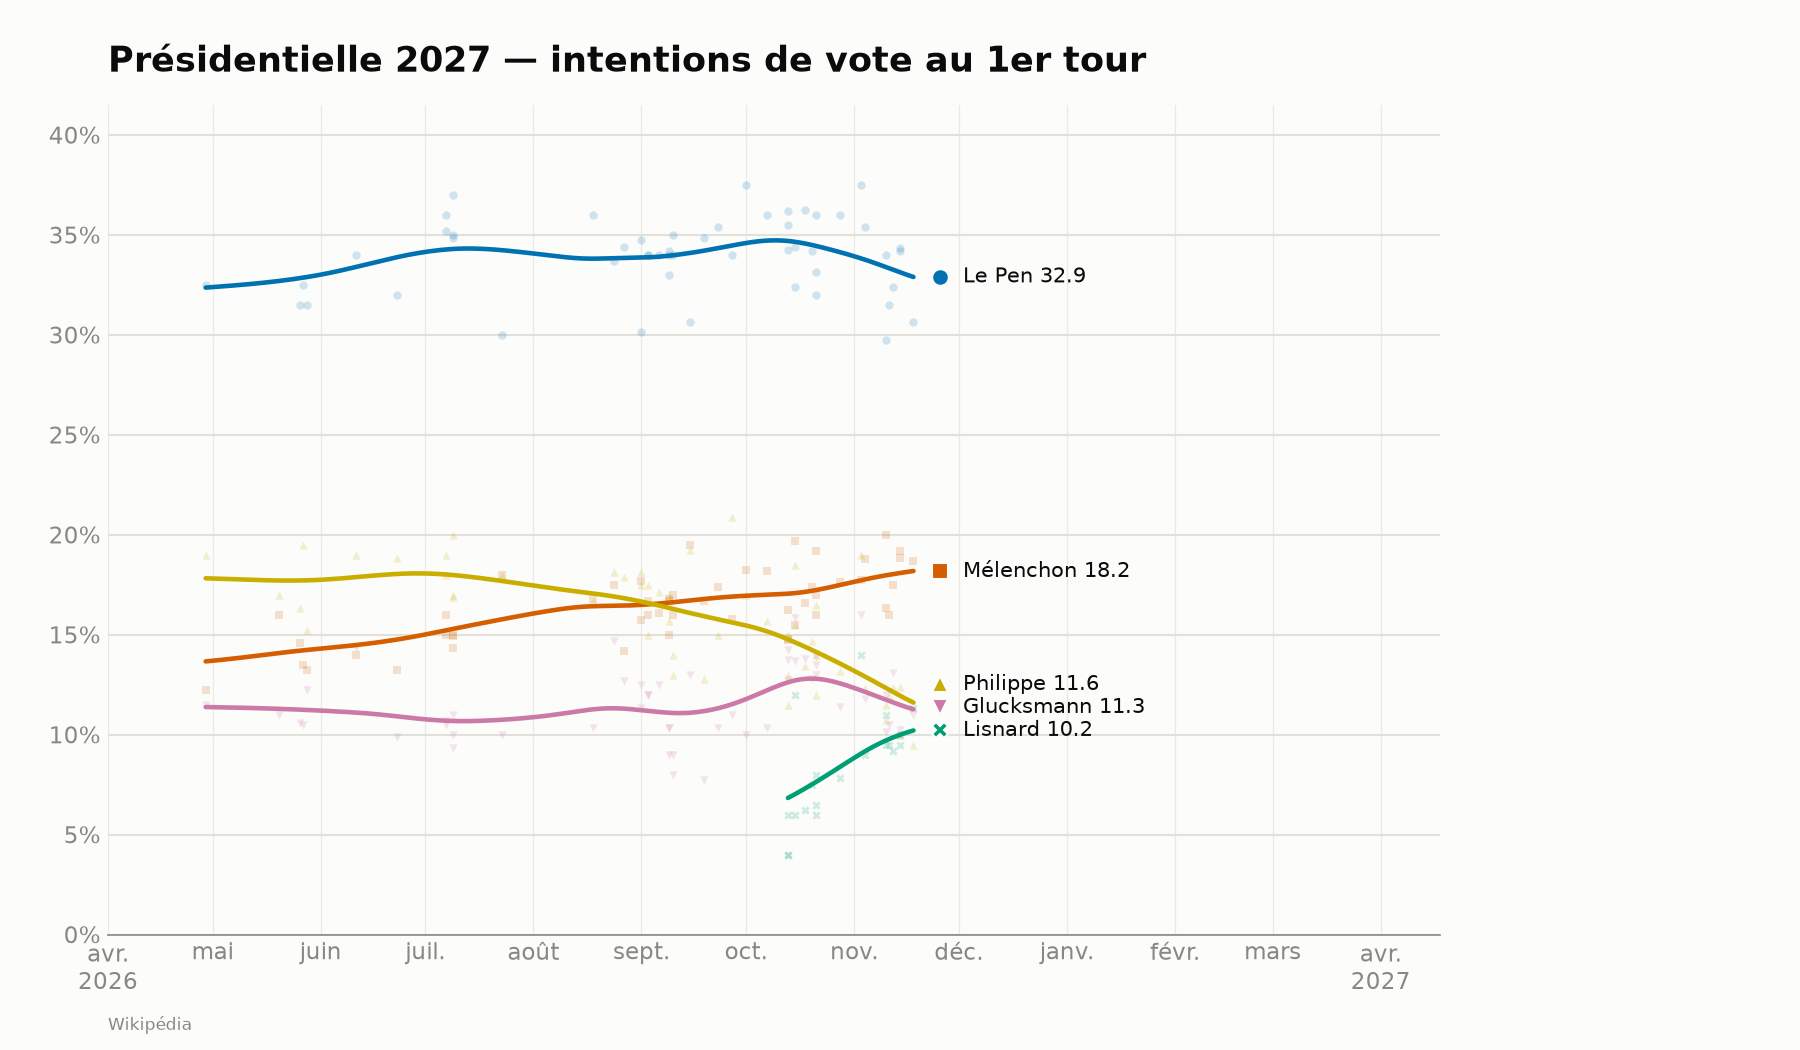 Présidentielle 2027 — intentions de vote au 1er tour
40%
35%
30%
25%
20%
15%
10%
5%
0%
Le Pen 32.9
Mélenchon 18.2
Philippe 11.6
Glucksmann 11.3
Lisnard 10.2
avr. mai juin juil. août sept. oct. nov. déc. janv. févr. mars avr.
2026 2027
Wikipédia